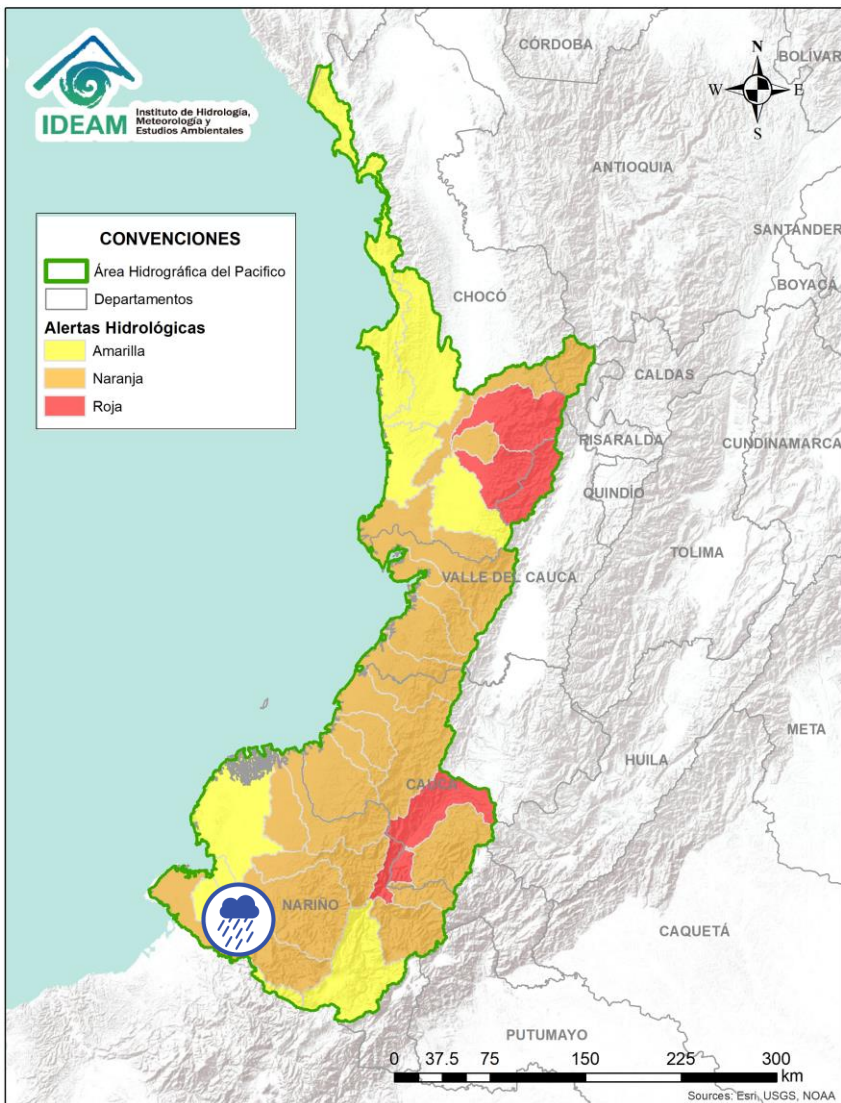 IDEAM
Instituto de Hidrología,
Meteorología y
Estudios Ambientales
CONVENCIONES
Área Hidrográfica del Pacifico
Departamentos
Alertas Hidrológicas
Amarilla
Naranja
Roja
N
W
E
S
CÓRDOBA
BOLÍVAR
ANTIOQUIA
SANTANDER
BOYACÁ
CHOCÓ
CALDAS
RISARALDA
CUNDINAMARCA
QUINDÍO
TOLIMA
VALLE DEL CAUCA
META
HUILA
CAUCA
NARIÑO
CAQUETÁ
PUTUMAYO
0 37.5 75 150 225 300
km
Sources: Esri, USGS, NOAA